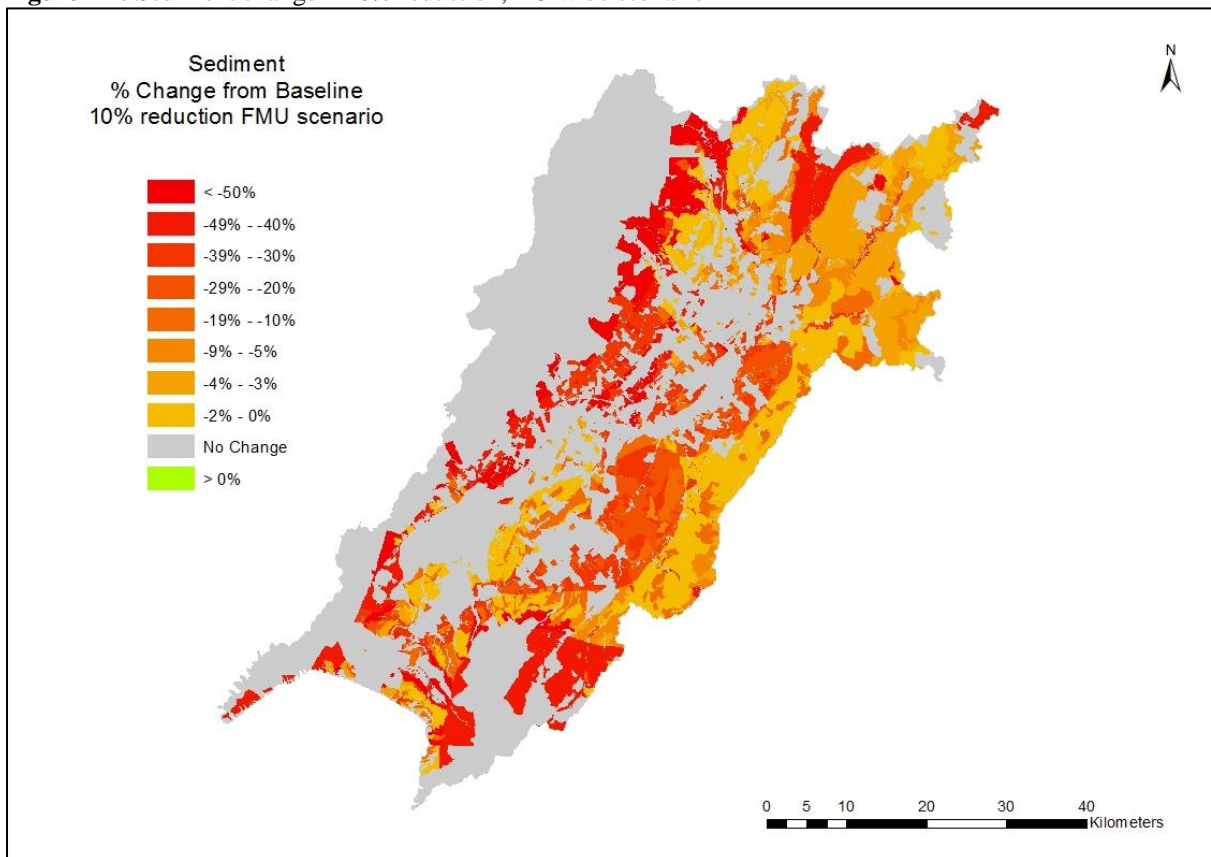 Sediment
% Change from Baseline
10% reduction FMU scenario
N
< -50%
-49% - -40%
-39% - -30%
-29% - -20%
-19% - -10%
-9% - -5%
-4% - -3%
-2% - 0%
No Change
> 0%
0 5 10 20 30 40
Kilometers